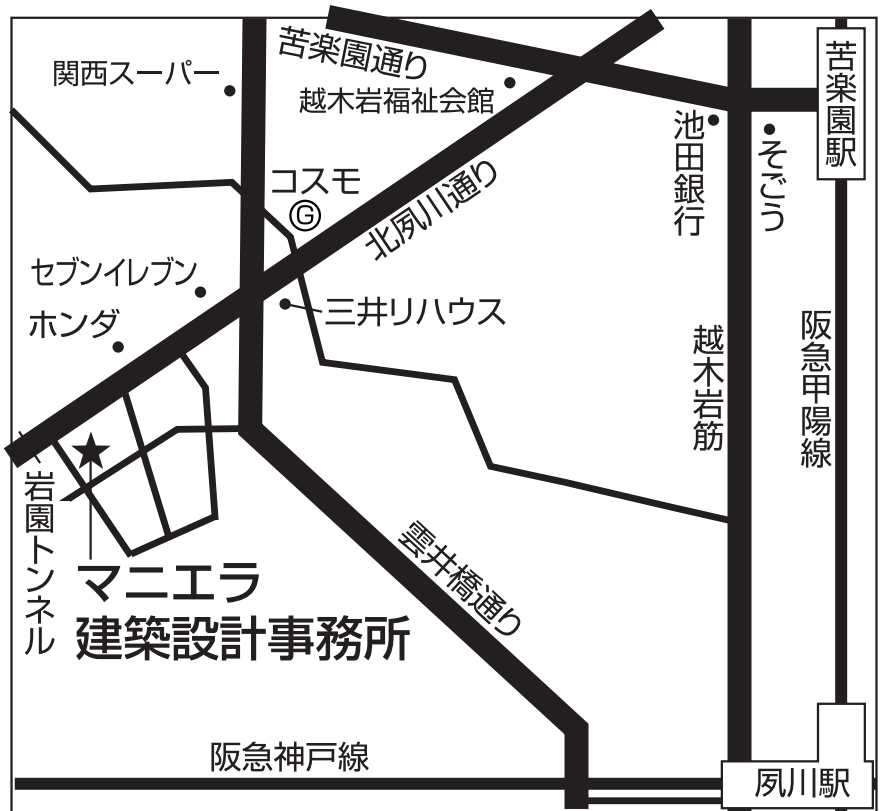 苦楽園通り
関西スーパー
越木岩福祉会館
苦楽園駅
池田銀行
そごう
コスモ
G
北夙川通り
セブンイレブン
三井リハウス
ホンダ
越木岩筋
阪急甲陽線
岩園トンネル
雲井橋通り
マニエラ
建築設計事務所
阪急神戸線
夙川駅